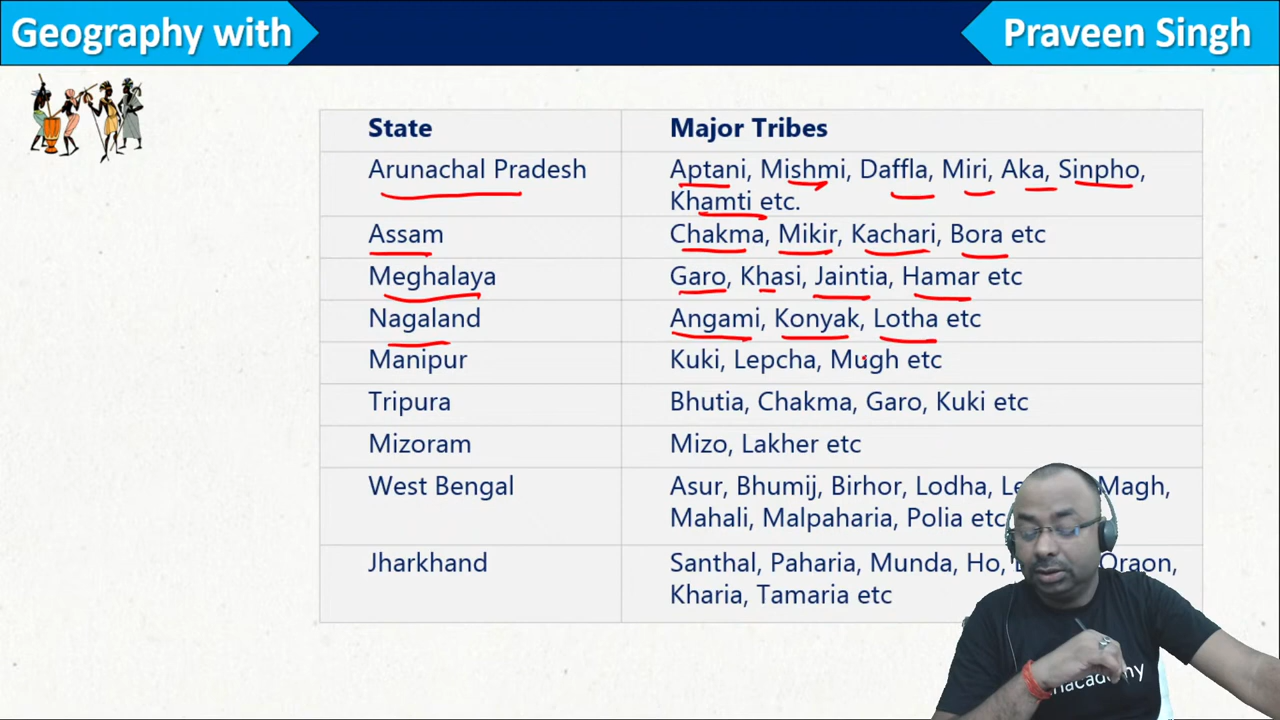 Geography with
Praveen Singh
State
Major Tribes
Arunachal Pradesh
Aptani, Mishmi, Daffla, Miri, Aka, Sinpho,
Khamti etc.
Assam
Chakma, Mikir, Kachari, Bora etc
Meghalaya
Garo, Khasi, Jaintia, Hamar etc
Nagaland
Angami, Konyak, Lotha etc
Manipur
Kuki, Lepcha, Mugh etc
Tripura
Bhutia, Chakma, Garo, Kuki etc
Mizoram
Mizo, Lakher etc
West Bengal
Asur, Bhumij, Birhor, Lodha, Magh,
Mahali, Malpaharia, Polia etc
Jharkhand
Santhal, Paharia, Munda, Ho, Oraon,
Kharia, Tamaria etc